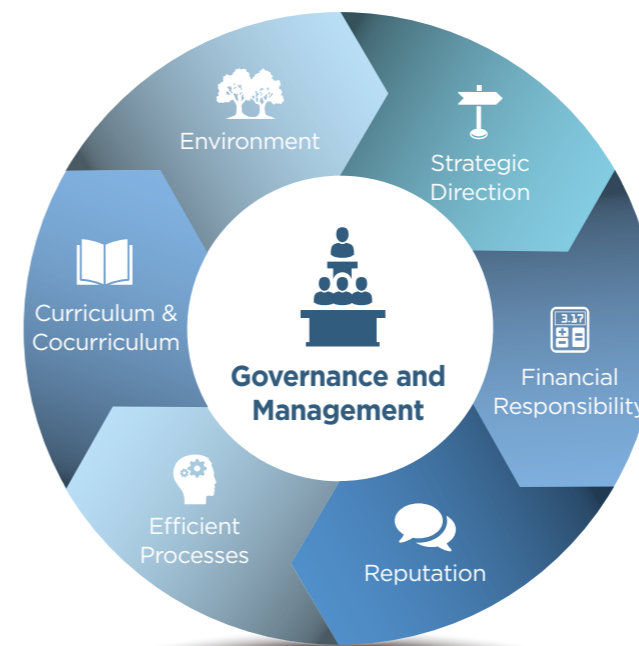 Environment
Strategic
Direction
3.17
Financial
Responsibility
Reputation
Efficient
Processes
Curriculum &
Cocurriculum
Governance and
Management